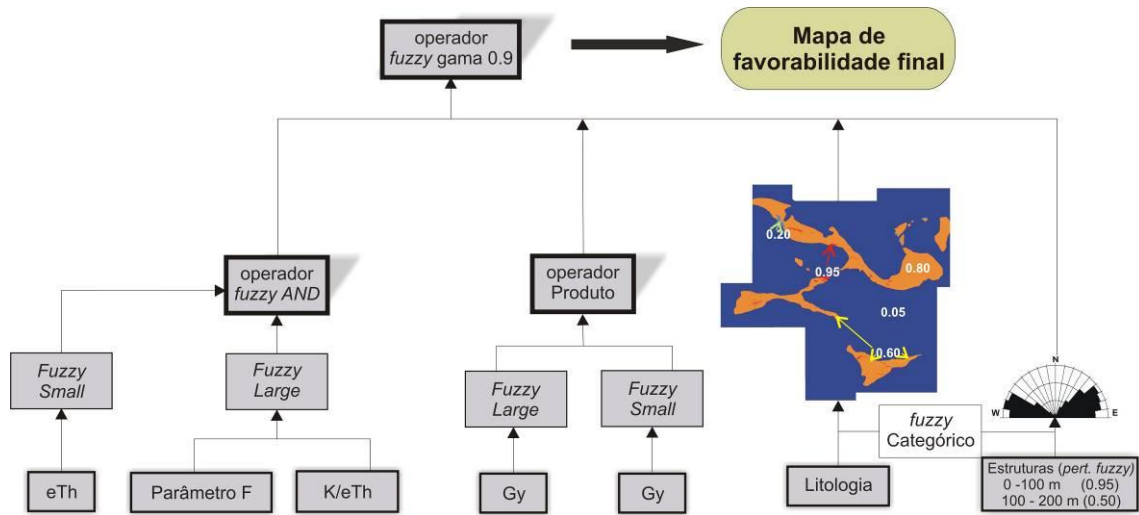 operador
fuzzy gama 0.9
Mapa de
favorabilidade final
0.20
0.95
0.80
0.05
0.60
operador
fuzzy AND
operador
Produto
Fuzzy
Small
Fuzzy
Large
Fuzzy
Large
Fuzzy
Small
N
W
E
fuzzy
Categórico
eTh
Parâmetro F
K/eTh
Gy
Gy
Litologia
Estruturas (pert. fuzzy)
0 -100 m (0.95)
100 - 200 m (0.50)